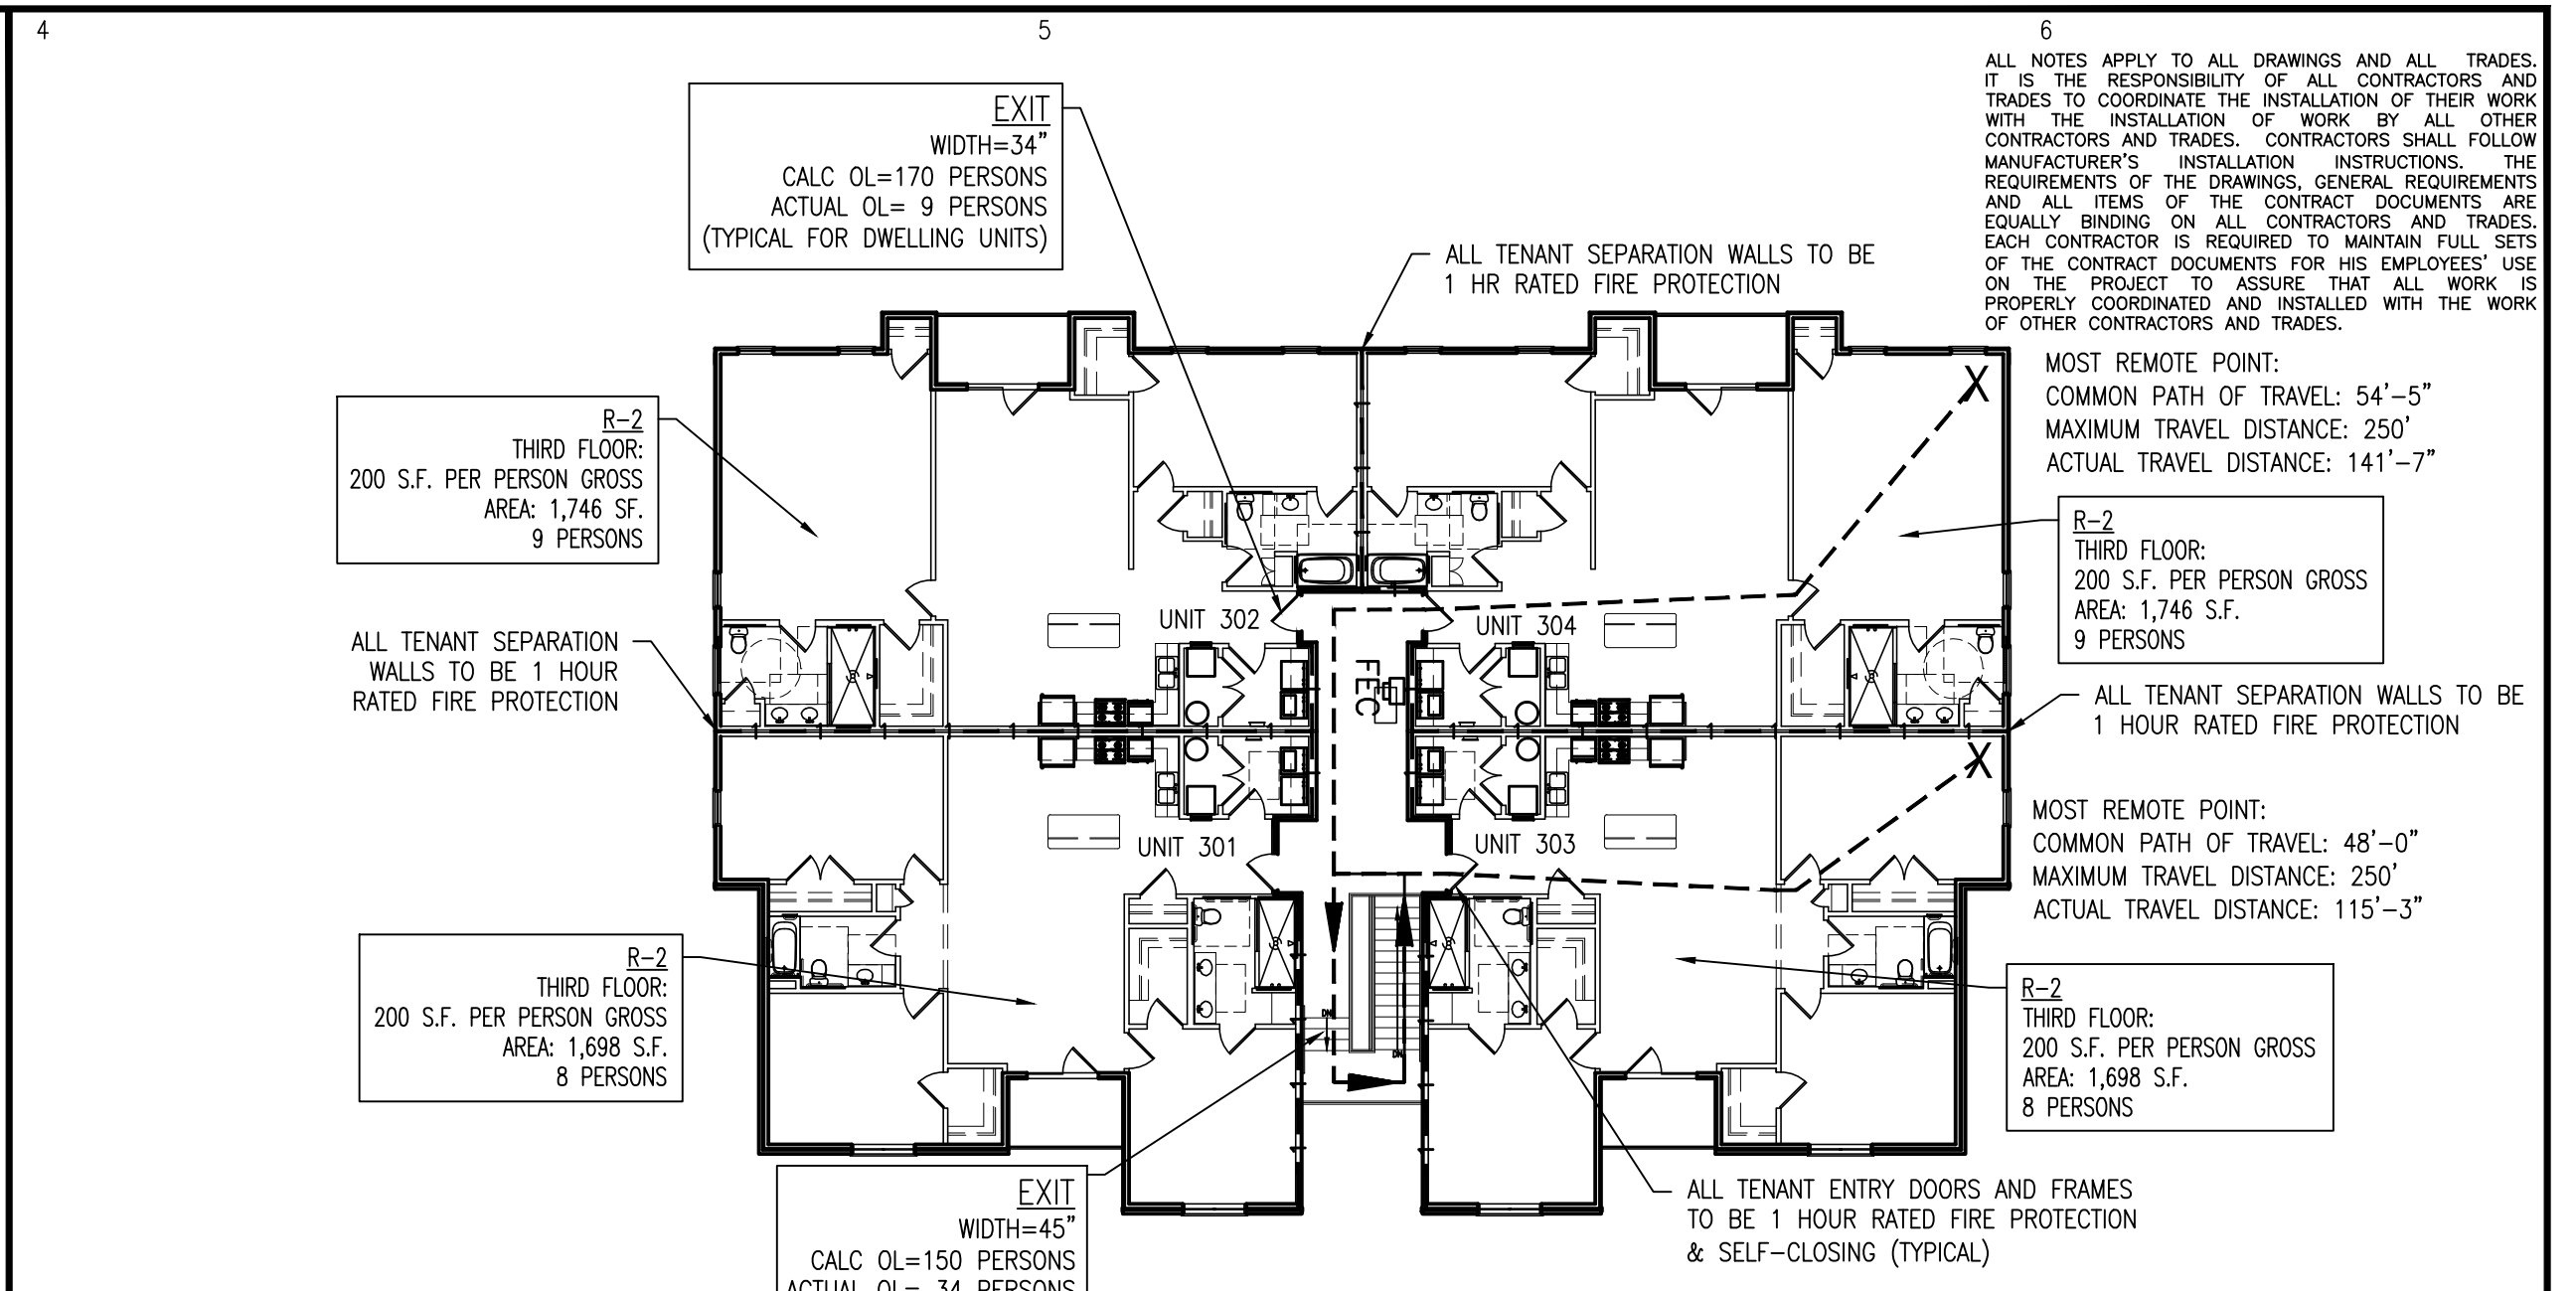 4
5
6
ALL NOTES APPLY TO ALL DRAWINGS AND ALL TRADES.
IT IS THE RESPONSIBILITY OF ALL CONTRACTORS AND
TRADES TO COORDINATE THE INSTALLATION OF THEIR WORK
WITH THE INSTALLATION OF WORK BY ALL OTHER
CONTRACTORS AND TRADES. CONTRACTORS SHALL FOLLOW
MANUFACTURER'S INSTALLATION INSTRUCTIONS. THE
REQUIREMENTS OF THE DRAWINGS, GENERAL REQUIREMENTS
AND ALL ITEMS OF THE CONTRACT DOCUMENTS ARE
EQUALLY BINDING ON ALL CONTRACTORS AND TRADES.
EACH CONTRACTOR IS REQUIRED TO MAINTAIN FULL SETS
OF THE CONTRACT DOCUMENTS FOR HIS EMPLOYEES' USE
ON THE PROJECT TO ASSURE THAT ALL WORK IS
PROPERLY COORDINATED AND INSTALLED WITH THE WORK
OF OTHER CONTRACTORS AND TRADES.
EXIT
WIDTH=34"
CALC OL=170 PERSONS
ACTUAL OL= 9 PERSONS
(TYPICAL FOR DWELLING UNITS)
ALL TENANT SEPARATION WALLS TO BE
1 HR RATED FIRE PROTECTION
MOST REMOTE POINT:
COMMON PATH OF TRAVEL: 54'-5"
MAXIMUM TRAVEL DISTANCE: 250'
ACTUAL TRAVEL DISTANCE: 141'-7"
X
R-2
THIRD FLOOR:
200 S.F. PER PERSON GROSS
AREA: 1,746 SF.
9 PERSONS
R-2
THIRD FLOOR:
200 S.F. PER PERSON GROSS
AREA: 1,746 S.F.
9 PERSONS
UNIT 302
UNIT 304
ALL TENANT SEPARATION
WALLS TO BE 1 HOUR
RATED FIRE PROTECTION
FEC
ALL TENANT SEPARATION WALLS TO BE
1 HOUR RATED FIRE PROTECTION
X
UNIT 301
UNIT 303
MOST REMOTE POINT:
COMMON PATH OF TRAVEL: 48'-0"
MAXIMUM TRAVEL DISTANCE: 250'
ACTUAL TRAVEL DISTANCE: 115'-3"
R-2
THIRD FLOOR:
200 S.F. PER PERSON GROSS
AREA: 1,698 S.F.
8 PERSONS
R-2
THIRD FLOOR:
200 S.F. PER PERSON GROSS
AREA: 1,698 S.F.
8 PERSONS
DN
DN
EXIT
WIDTH=45"
CALC OL=150 PERSONS
ACTUAL OL= 34 PERSONS
ALL TENANT ENTRY DOORS AND FRAMES
TO BE 1 HOUR RATED FIRE PROTECTION
& SELF-CLOSING (TYPICAL)